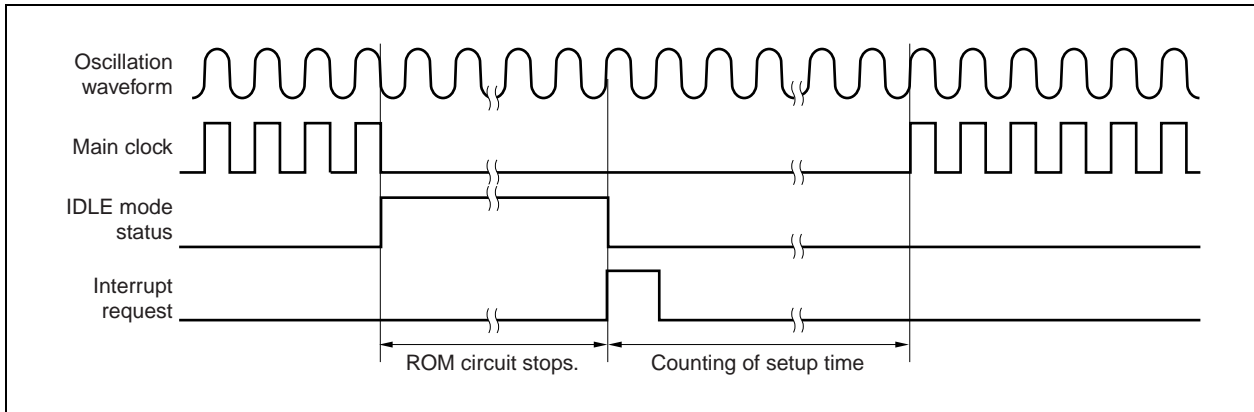 Oscillation
waveform
Main clock
IDLE mode
status
Interrupt
request
ROM circuit stops.
Counting of setup time